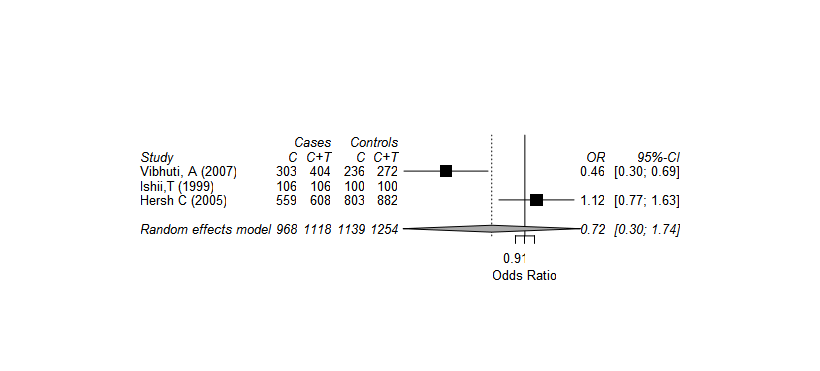 Cases Controls
Study C C+T C C+T OR 95%-CI
Vibhuti, A (2007) 303 404 236 272 0.46 [0.30; 0.69]
Ishii,T (1999) 106 106 100 100
Hersh C (2005) 559 608 803 882 1.12 [0.77; 1.63]
Random effects model 968 1118 1139 1254 0.72 [0.30; 1.74]
0.91
Odds Ratio